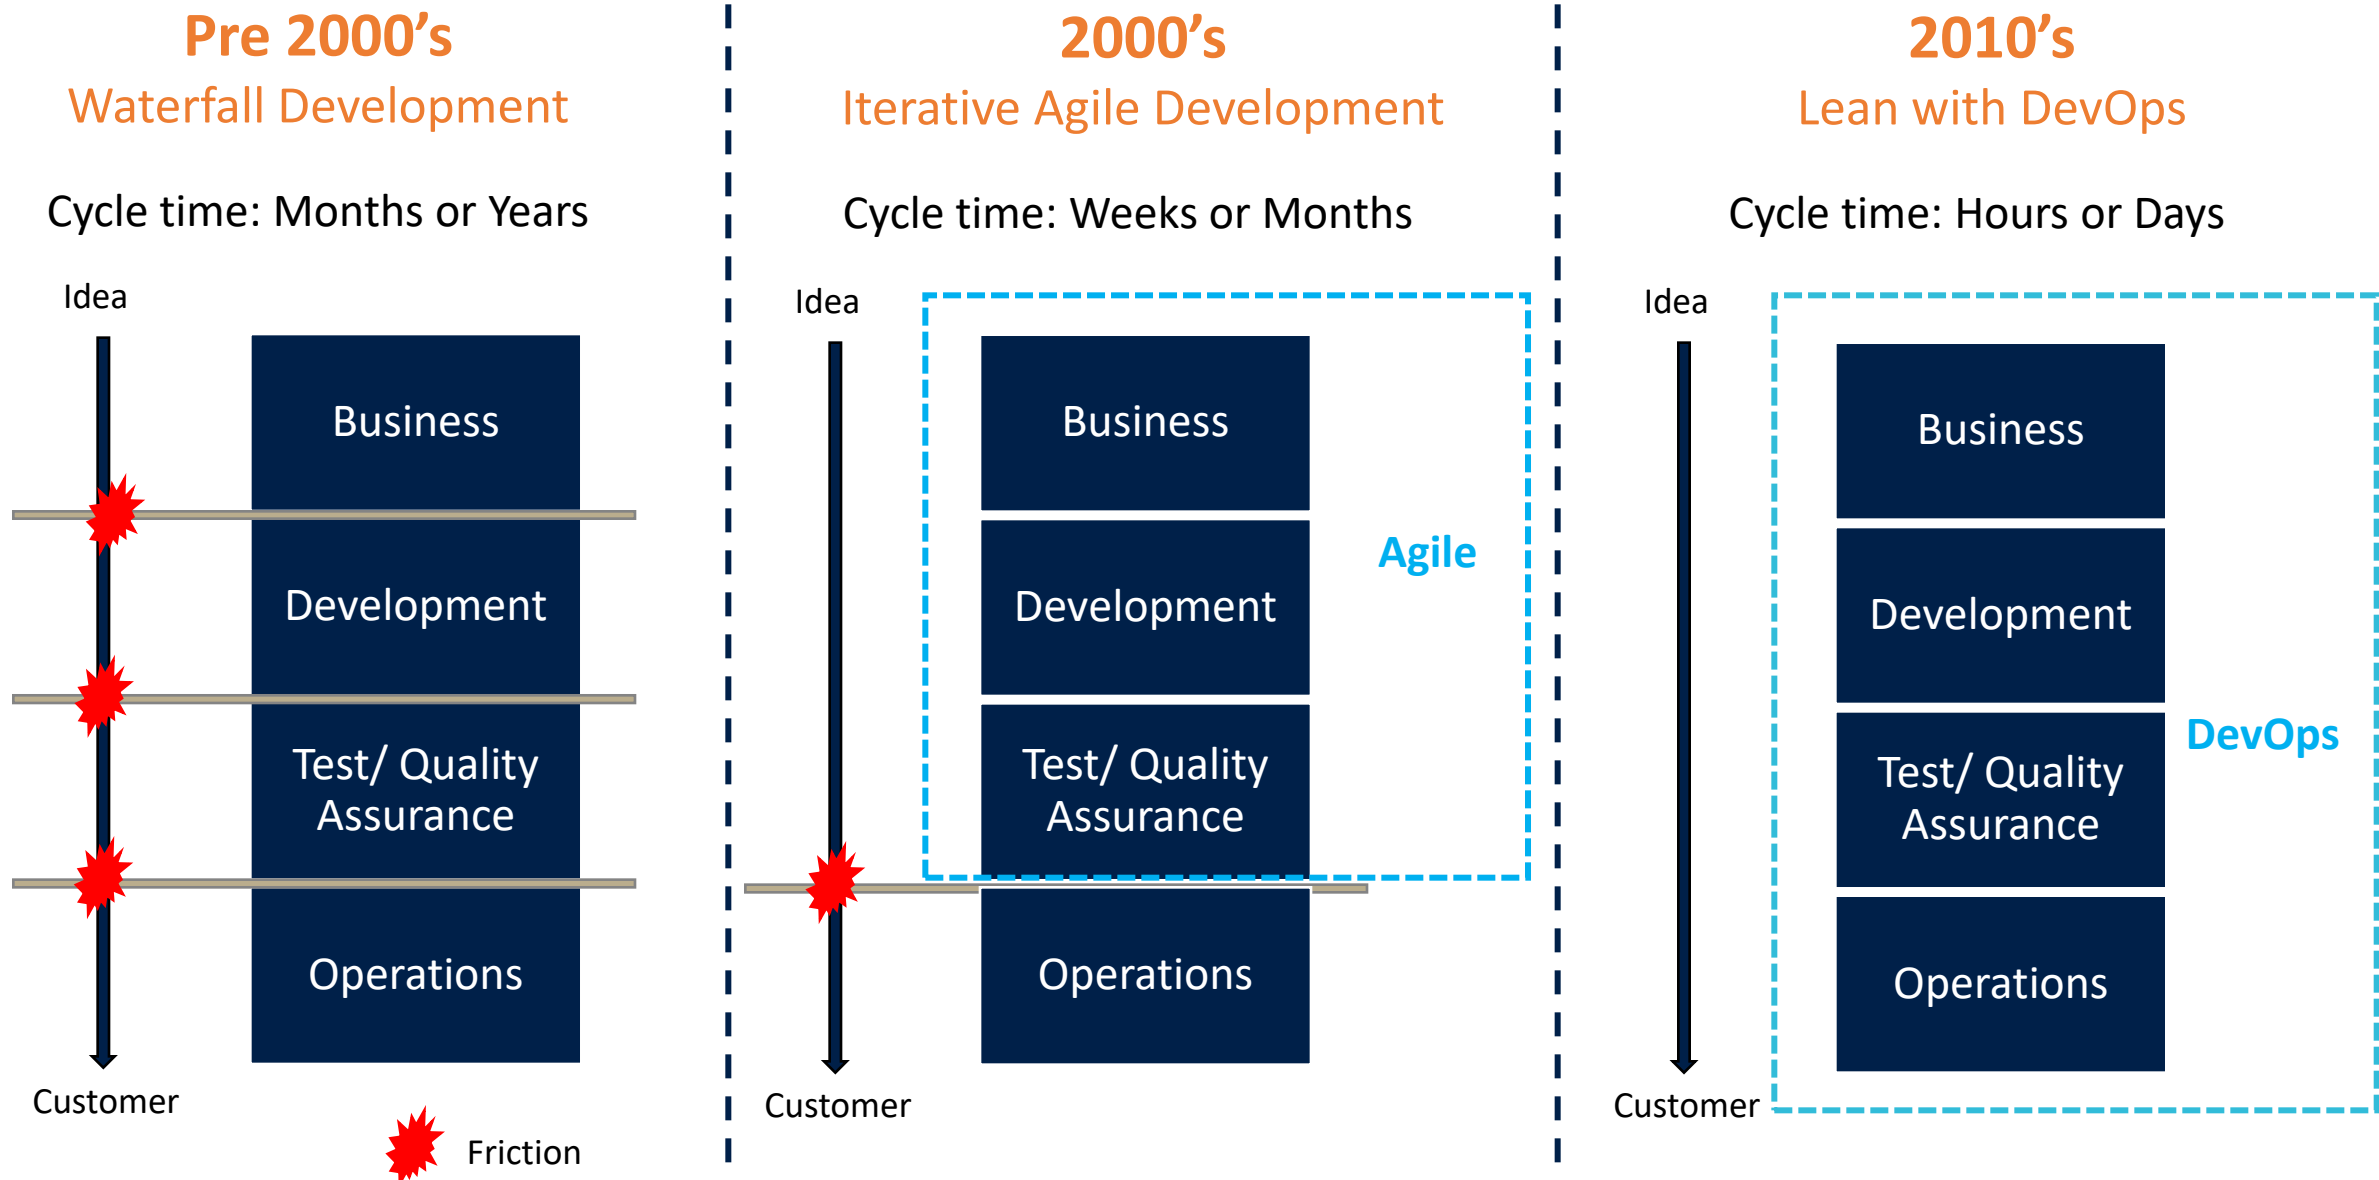 Pre 2000’s
Waterfall Development
Cycle time: Months or Years
Idea
Business
Development
Test/ Quality
Assurance
Operations
Customer
Friction
2000’s
Iterative Agile Development
Cycle time: Weeks or Months
Idea
Business
Agile
Development
Test/ Quality
Assurance
Operations
Customer
2010’s
Lean with DevOps
Cycle time: Hours or Days
Idea
Business
Development
DevOps
Test/ Quality
Assurance
Operations
Customer